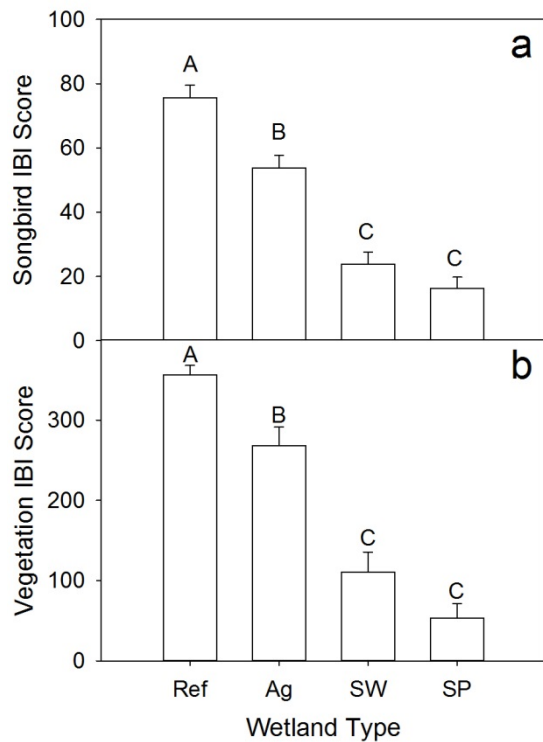 a
Songbird IBI Score
100
80
60
40
20
0
A
B
C
C
b
Vegetation IBI Score
300
200
100
0
A
B
C
C
Ref Ag SW SP
Wetland Type